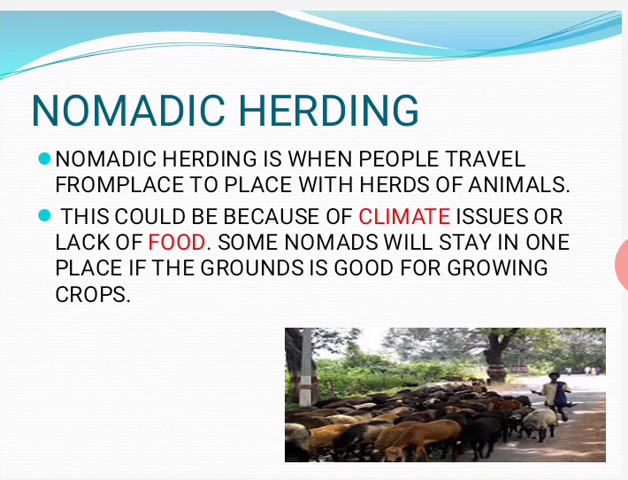 NOMADIC HERDING
NOMADIC HERDING IS WHEN PEOPLE TRAVEL
FROMPLACE TO PLACE WITH HERDS OF ANIMALS.
THIS COULD BE BECAUSE OF CLIMATE ISSUES OR
LACK OF FOOD. SOME NOMADS WILL STAY IN ONE
PLACE IF THE GROUNDS IS GOOD FOR GROWING
CROPS.